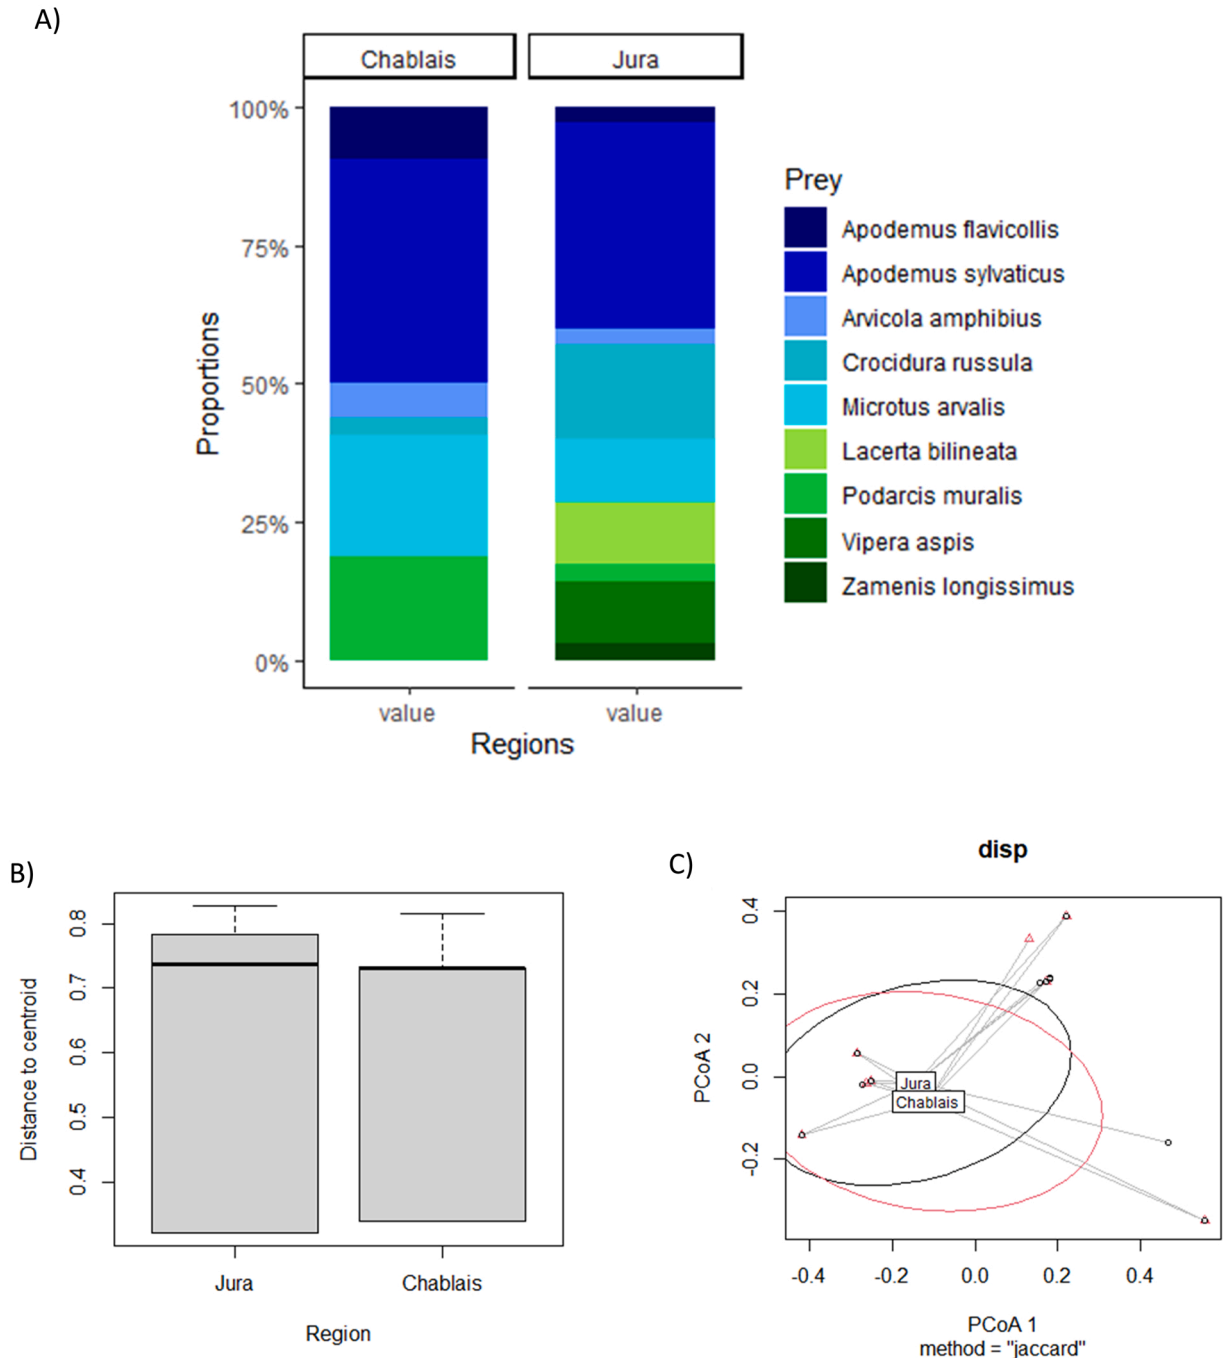 A)
Chablais
Jura
100%
75%
50%
25%
0%
Proportions
value
value
Regions
Prey
Apodemus flavicollis
Apodemus sylvaticus
Arvicola amphibius
Crocidura russula
Microtus arvalis
Lacerta bilineata
Podarcis muralis
Vipera aspis
Zamenis longissimus
B)
0.8
0.7
0.6
0.5
0.4
Distance to centroid
Jura
Chablais
Region
C)
disp
0.4
0.2
0.0
-0.2
PCoA 2
Jura
Chablais
-0.4
-0.2
0.0
0.2
0.4
PCoA 1
method = "jaccard"